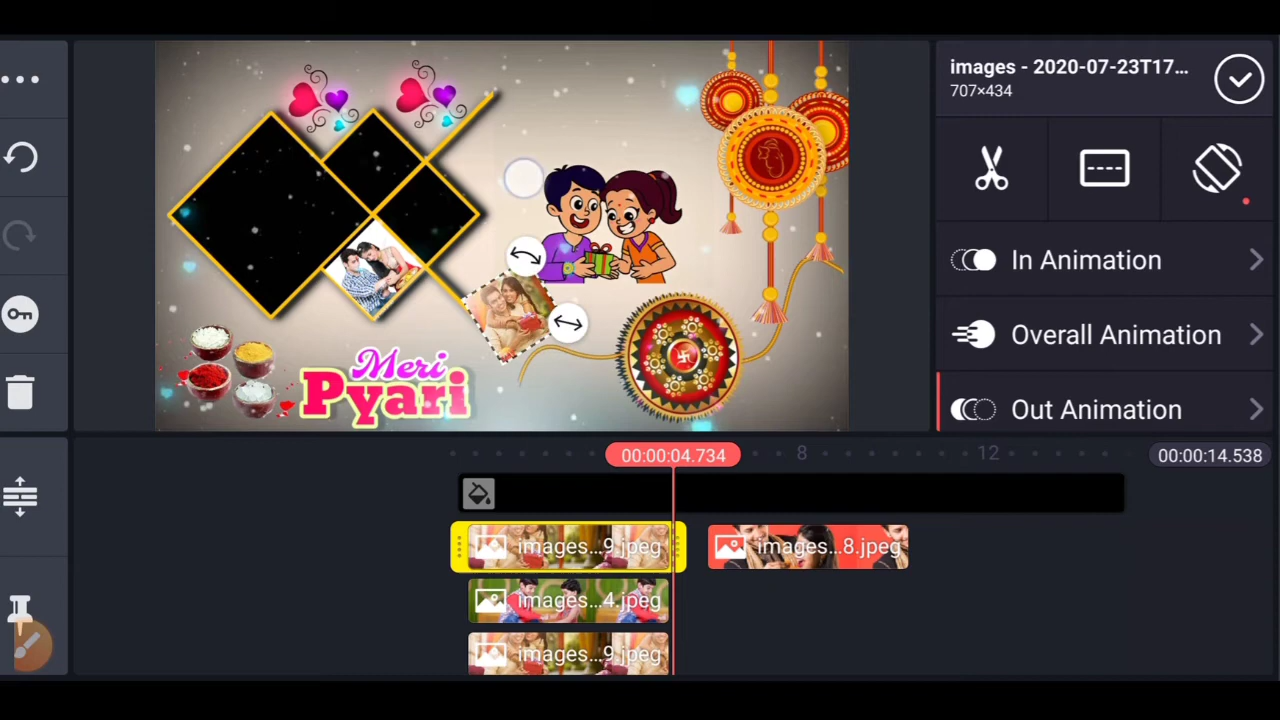 images - 2020-07-23T17...
707×434
In Animation
Overall Animation
Out Animation
Meri
Pyari
00:00:04.734
8
12
00:00:14.538
images...9.jpeg
images...8.jpeg
images...4.jpeg
images...9.jpeg